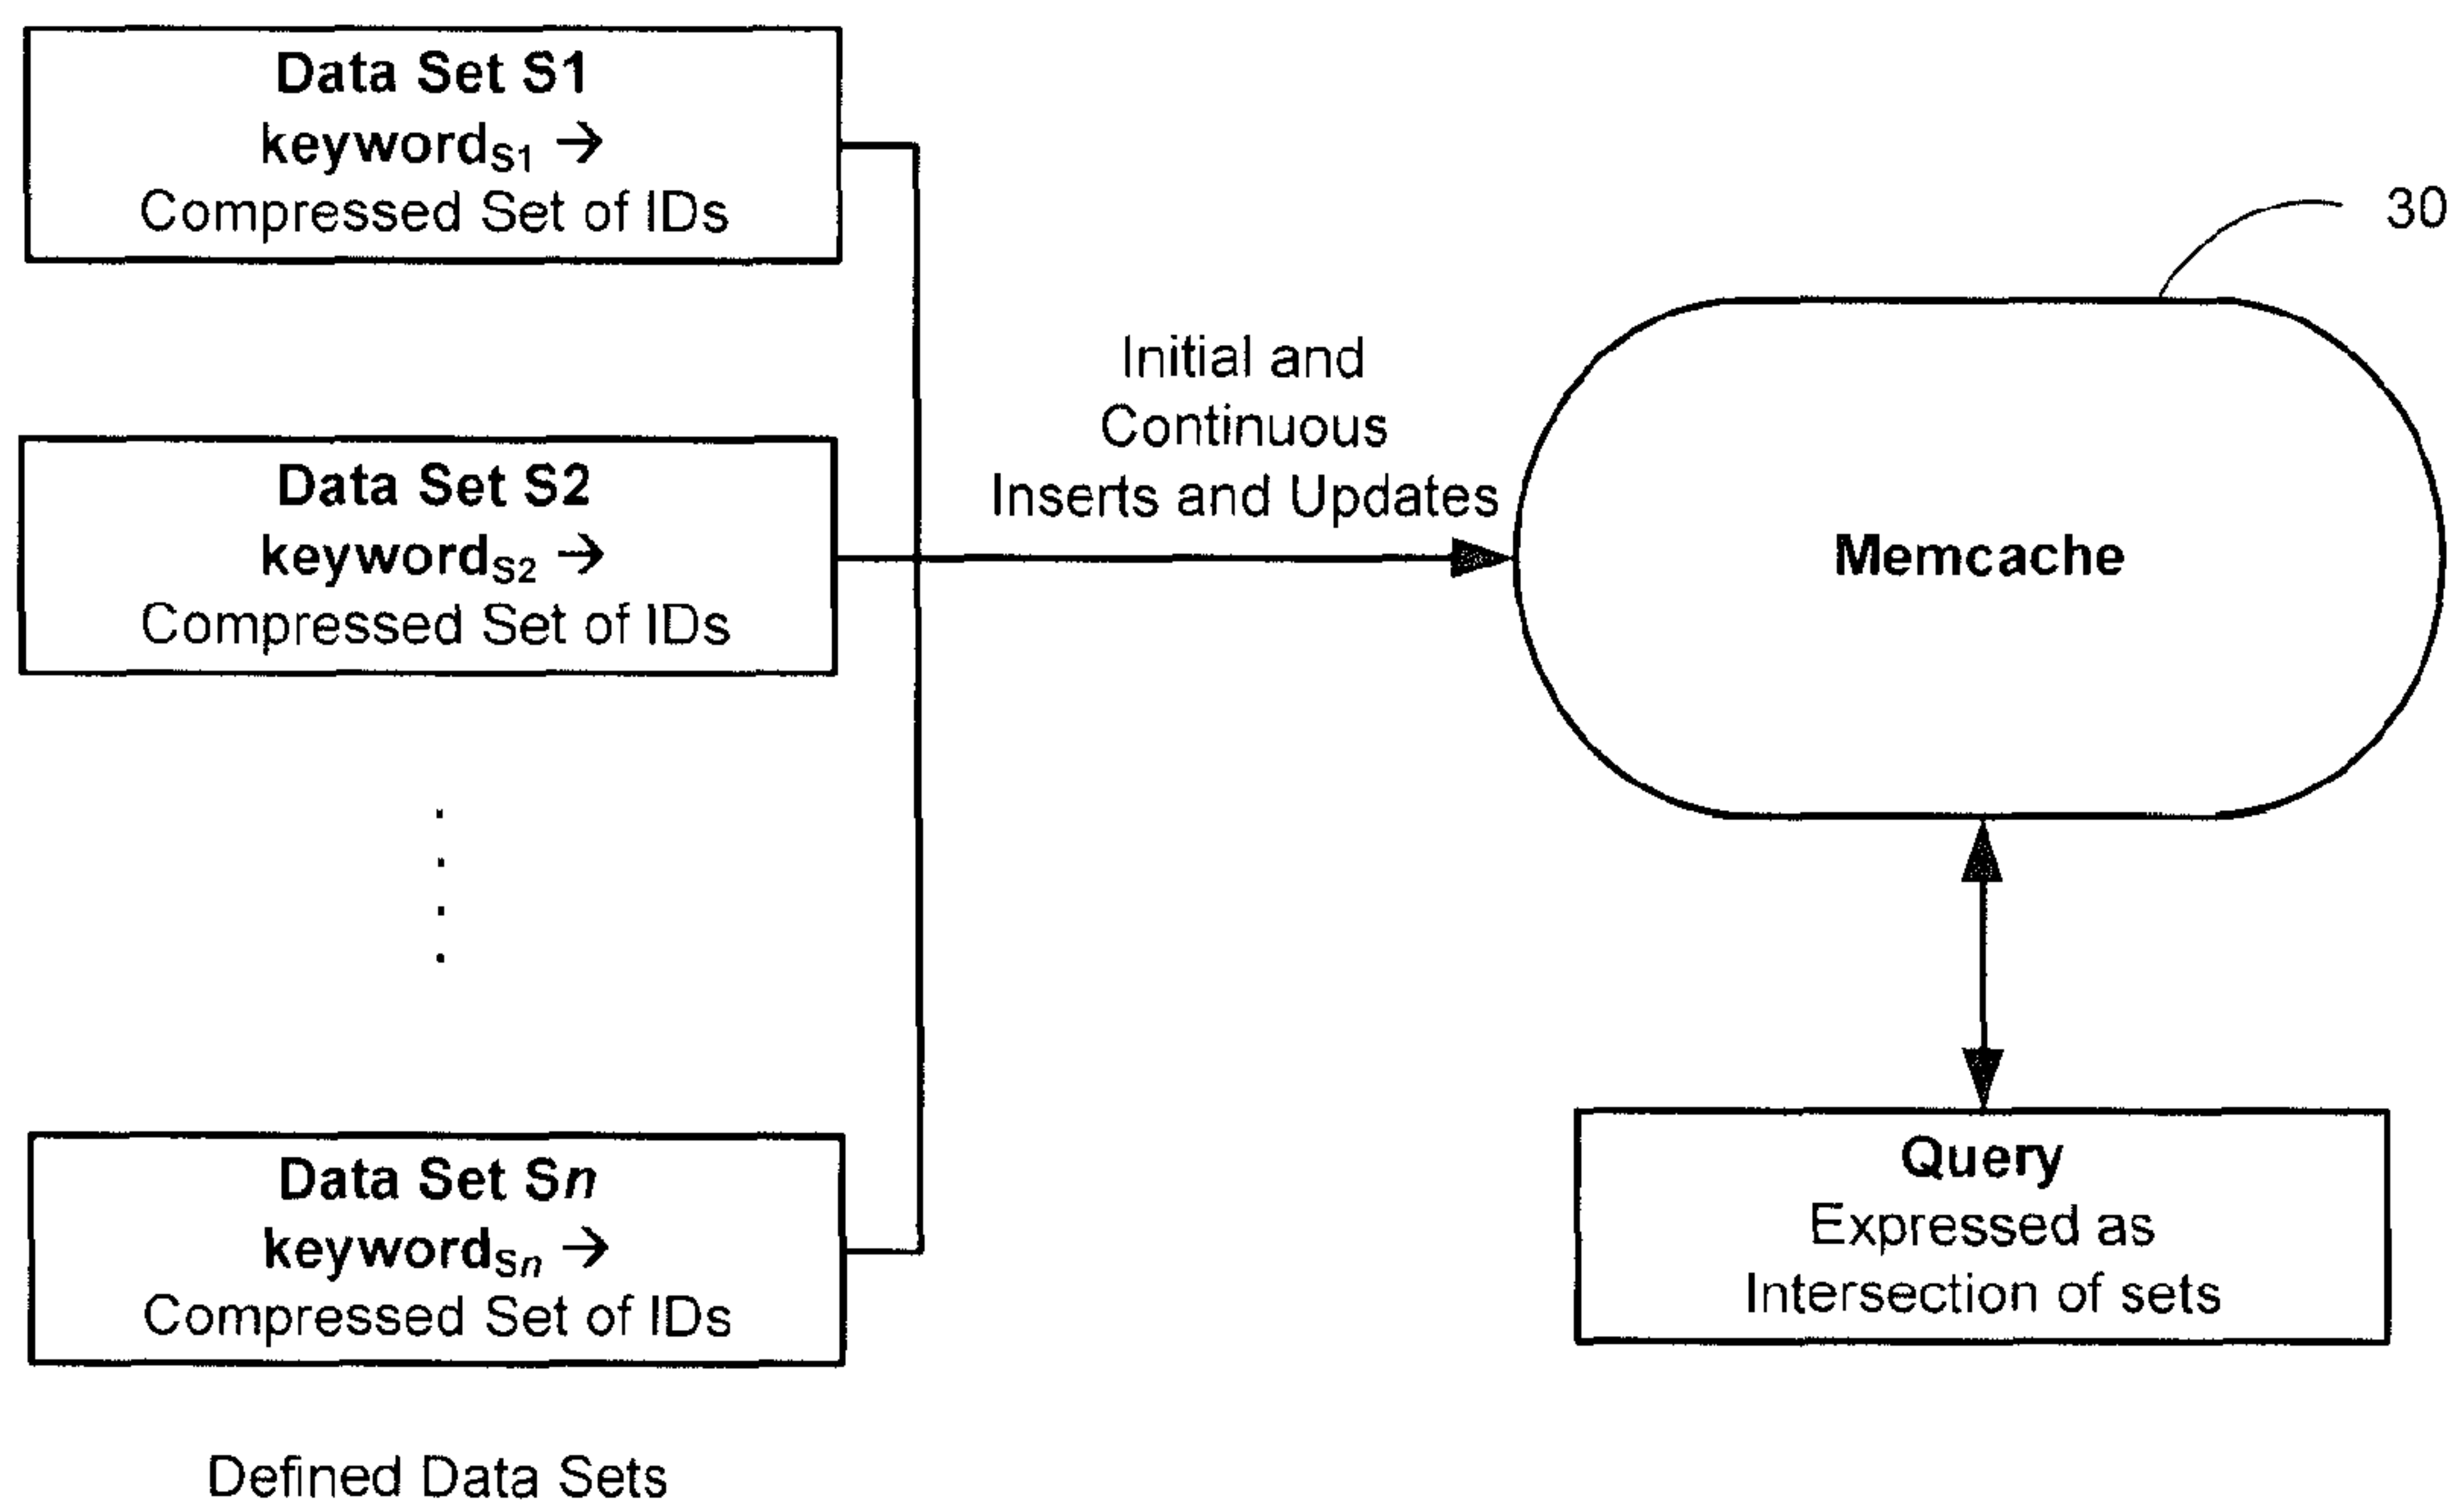 Data Set S1
keywordS1 →
Compressed Set of IDs
Data Set S2
keywordS2 →
Compressed Set of IDs
Data Set Sn
keywordSn →
Compressed Set of IDs
Defined Data Sets
Initial and
Continuous
Inserts and Updates
30
Memcache
Query
Expressed as
Intersection of sets